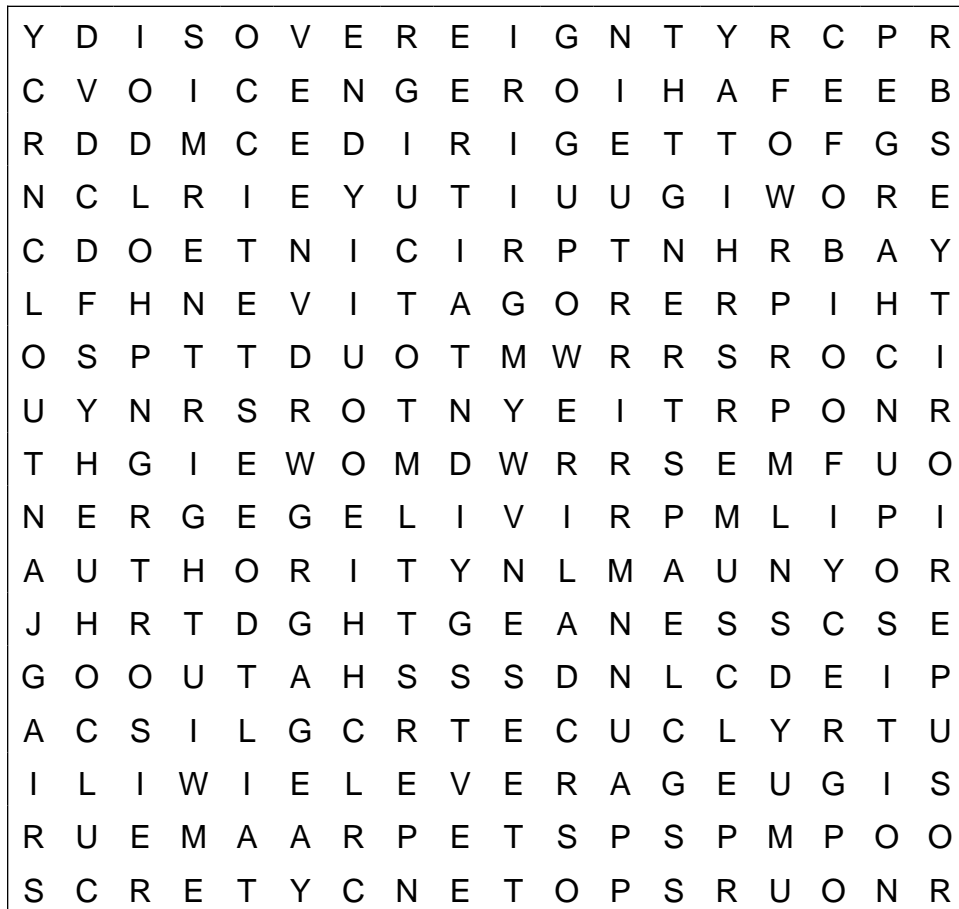 Y D I S O V E R E I G N T Y R C P R
C V O I C E N G E R O I H A F E E B
R D D M C E D I R I G E T T O F G S
N C L R I E Y U T I U U G I W O R E
C D O E T N I C I R P T N H R B A Y
L F H N E V I T A G O R E R P I H T
O S P T T D U O T M W R R S R O C I
U Y N R S R O T N Y E I T R P O N R
T H G I E W O M D W R R S E M F U O
N E R G E G E L I V I R P M L I P I
A U T H O R I T Y N L M A U N Y O R
J H R T D G H T G E A N E S S C S E
G O O U T A H S S S D N L C D E I P
A C S I L G C R T E C U C L Y R T U
I L I W I E L E V E R A G E U G I S
R U E M A A R P E T S P S P M P O O
S C R E T Y C N E T O P S R U O N R